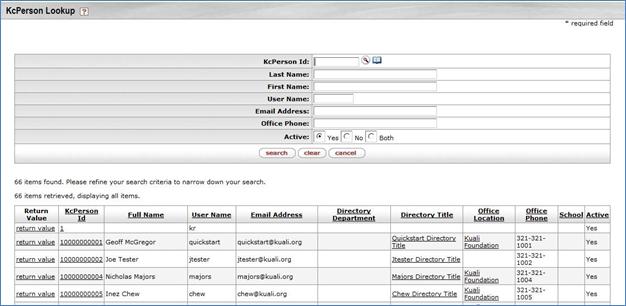 KcPerson Lookup ?
* required field
KcPerson Id:
Last Name:
First Name:
User Name:
Email Address:
Office Phone:
Active: Yes No Both
search clear cancel
66 items found. Please refine your search criteria to narrow down your search.
66 items retrieved, displaying all items.
Return Value KcPerson Id Full Name User Name Email Address Directory Department Directory Title Office Location Office Phone School Active
return value 1 kr Yes
return value 10000000001 Geoff McGregor quickstart quickstart@kuali.org Quickstart Directory Title Kuali Foundation 321-321-1001 Yes
return value 10000000002 Joe Tester jtester jtester@kuali.org Jtester Directory Title 321-321-1002 Yes
return value 10000000004 Nicholas Majors majors majors@kuali.org Majors Directory Title Kuali Foundation 321-321-1004 Yes
return value 10000000005 Inez Chew chew chew@kuali.org Chew Directory Title Kuali Foundation 321-321-1005 Yes